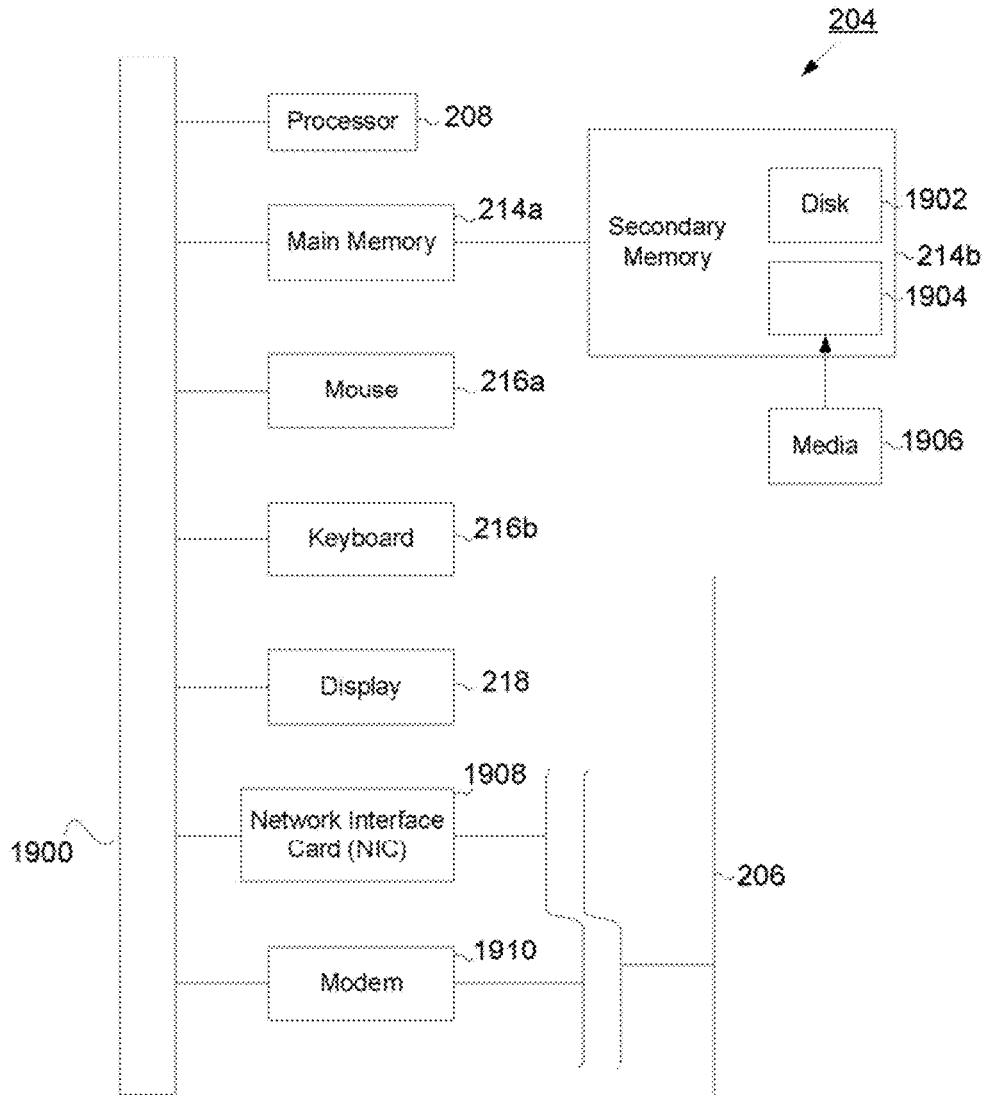 204
Processor
208
214a
Main Memory
Secondary
Memory
Disk
1902
214b
1904
Mouse
216a
Media
1906
Keyboard
216b
Display
218
1908
Network Interface
Card (NIC)
1900
206
1910
Modem